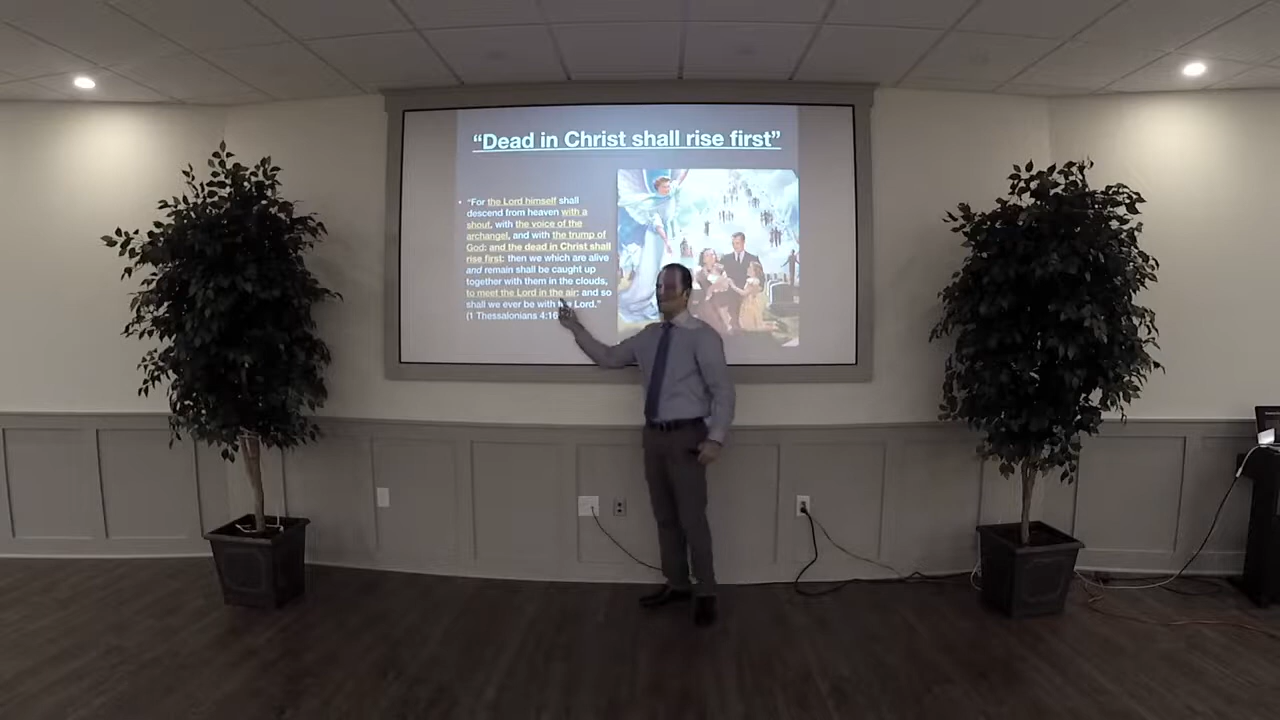 “Dead in Christ shall rise first”
• “For the Lord himself shall
descend from heaven with a
shout, with the voice of the
archangel, and with the trump of
God: and the dead in Christ shall
rise first: then we which are alive
and remain shall be caught up
together with them in the clouds,
to meet the Lord in the air: and so
shall we ever be with Lord.”
(1 Thessalonians 4:16